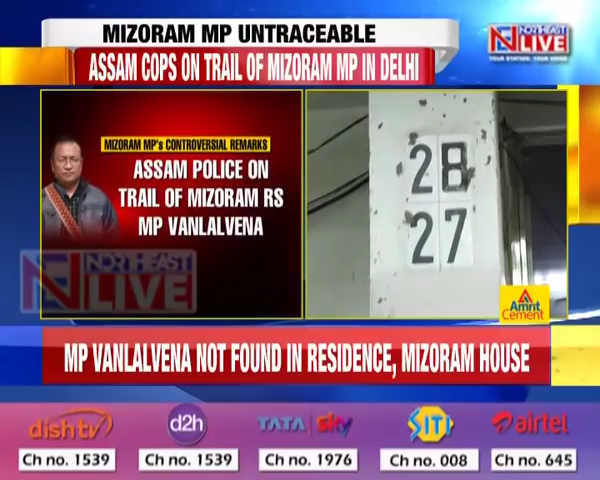 MIZORAM MP UNTRACEABLE
ASSAM COPS ON TRAIL OF MIZORAM MP IN DELHI
NORTHEAST
LIVE
YOUR STATION. YOUR VOICE
MIZORAM MP's CONTROVERSIAL REMARKS
ASSAM POLICE ON
TRAIL OF MIZORAM RS
MP VANLALVENA
28
27
NORTHEAST
LIVE
Amrit
Cement
MP VANLALVENA NOT FOUND IN RESIDENCE, MIZORAM HOUSE
dishtv
d2h
TATA sky
SITI
airtel
Ch no. 1539
Ch no. 1539
Ch no. 1976
Ch no. 008
Ch no. 645